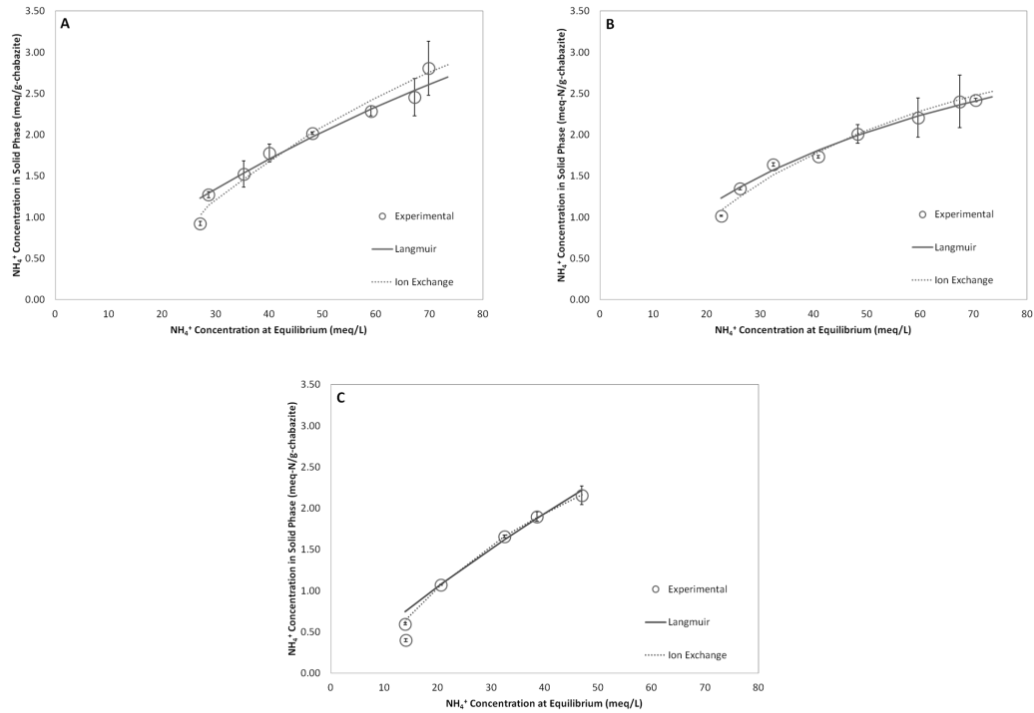 A
NH₄⁺ Concentration in Solid Phase (meq/g-chabazite)
3.50
3.00
2.50
2.00
1.50
1.00
0.50
0.00
Experimental
Langmuir
Ion Exchange
0 10 20 30 40 50 60 70 80
NH₄⁺ Concentration at Equilibrium (meq/L)
B
NH₄⁺ Concentration in Solid Phase (meq-N/g-chabazite)
3.50
3.00
2.50
2.00
1.50
1.00
0.50
0.00
Experimental
Langmuir
Ion Exchange
0 10 20 30 40 50 60 70 80
NH₄⁺ Concentration at Equilibrium (meq/L)
C
NH₄⁺ Concentration in Solid Phase (meq-N/g-chabazite)
3.50
3.00
2.50
2.00
1.50
1.00
0.50
0.00
Experimental
Langmuir
Ion Exchange
0 10 20 30 40 50 60 70 80
NH₄⁺ Concentration at Equilibrium (meq/L)